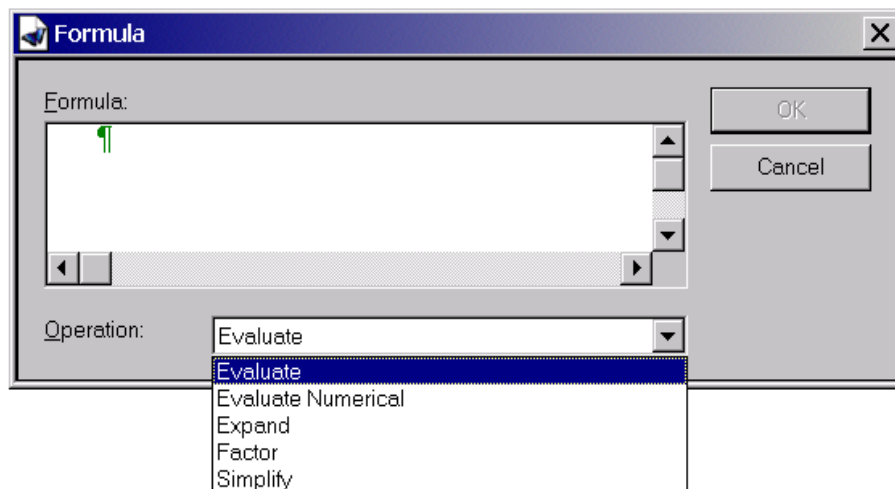 Formula
Formula:
¶
OK
Cancel
Operation:
Evaluate
Evaluate
Evaluate Numerical
Expand
Factor
Simplify